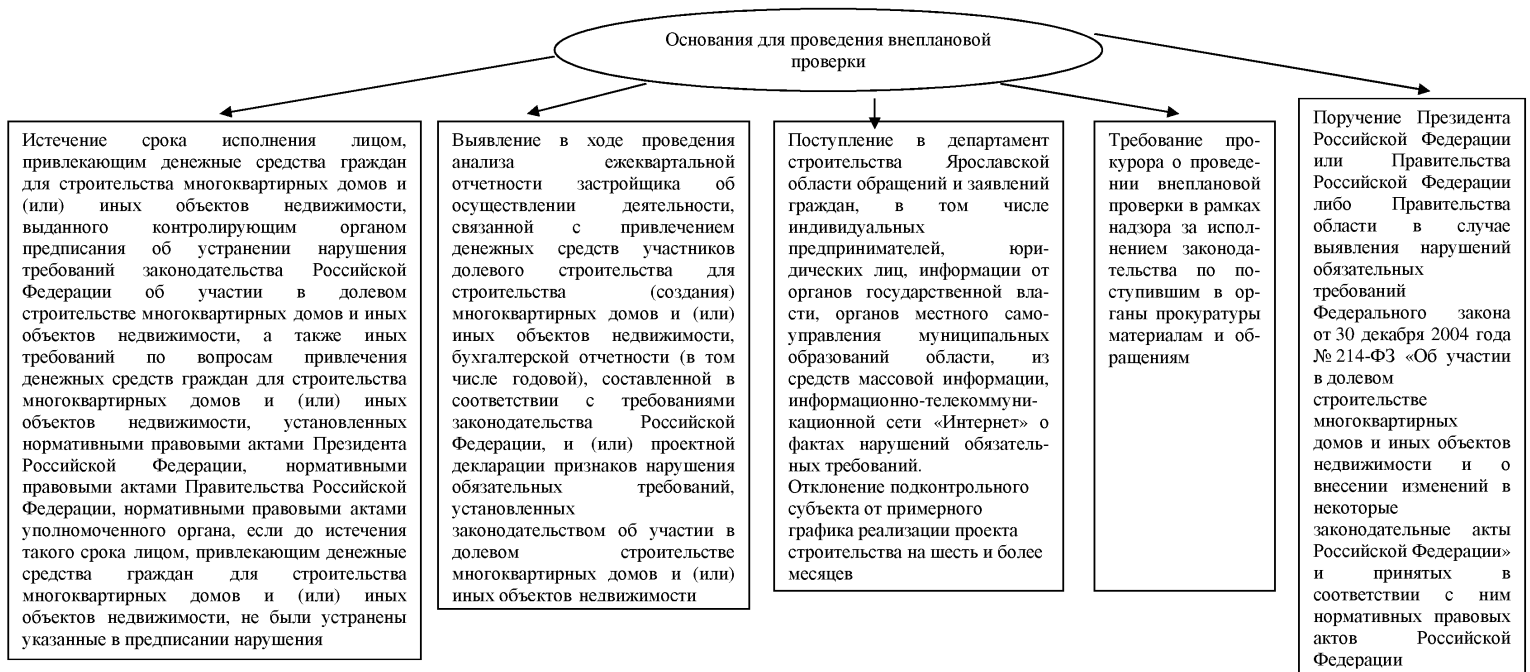 Основания для проведения внеплановой
проверки
Истечение срока исполнения лицом,
привлекающим денежные средства граждан
для строительства многоквартирных домов и
(или) иных объектов недвижимости,
выданного контролирующим органом
предписания об устранении нарушения
требований законодательства Российской
Федерации об участии в долевом
строительстве многоквартирных домов и иных
объектов недвижимости, а также иных
требований по вопросам привлечения
денежных средств граждан для строительства
многоквартирных домов и (или) иных
объектов недвижимости, установленных
нормативными правовыми актами Президента
Российской Федерации, нормативными
правовыми актами Правительства Российской
Федерации, нормативными правовыми актами
уполномоченного органа, если до истечения
такого срока лицом, привлекающим денежные
средства граждан для строительства
многоквартирных домов и (или) иных
объектов недвижимости, не были устранены
указанные в предписании нарушения
Выявление в ходе проведения
анализа ежеквартальной
отчетности застройщика об
осуществлении деятельности,
связанной с привлечением
денежных средств участников
долевого строительства для
строительства (создания)
многоквартирных домов и (или)
иных объектов недвижимости,
бухгалтерской отчетности (в том
числе годовой), составленной в
соответствии с требованиями
законодательства Российской
Федерации, и (или) проектной
декларации признаков нарушения
обязательных требований,
установленных
законодательством об участии в
долевом строительстве
многоквартирных домов и (или)
иных объектов недвижимости
Поступление в департамент
строительства Ярославской
области обращений и заявлений
граждан, в том числе
индивидуальных
предпринимателей, юри-
дических лиц, информации от
органов государственной вла-
сти, органов местного само-
управления муниципальных
образований области, из
средств массовой информации,
информационно-телекоммуни-
кационной сети «Интернет» о
фактах нарушений обязатель-
ных требований.
Отклонение подконтрольного
субъекта от примерного
графика реализации проекта
строительства на шесть и более
месяцев
Требование про-
курора о проведе-
нии внеплановой
проверки в рамках
надзора за испол-
нением законода-
тельства по по-
ступившим в ор-
ганы прокуратуры
материалам и об-
ращениям
Поручение Президента
Российской Федерации
или Правительства
Российской Федерации
либо Правительства
области в случае
выявления нарушений
обязательных
требований
Федерального закона
от 30 декабря 2004 года
№ 214-ФЗ «Об участии
в долевом
строительстве
многоквартирных
домов и иных объектов
недвижимости и о
внесении изменений в
некоторые
законодательные акты
Российской Федерации»
и принятых в
соответствии с ним
нормативных правовых
актов Российской
Федерации